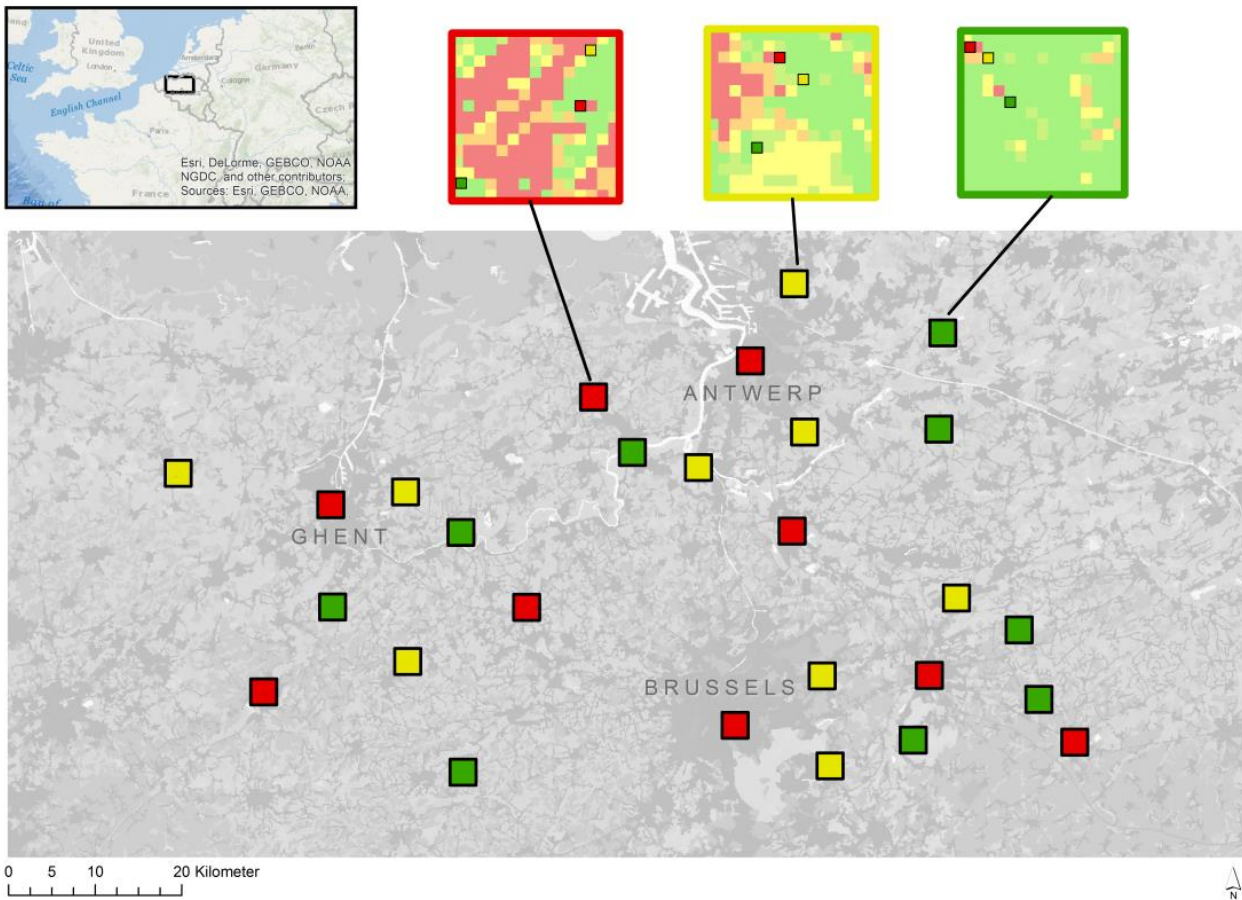 United
Kingdom
Amsterdam
Berlin
Celtic
Sea
London
Germany
Cologne
English Channel
Czech R
Paris
Esri, DeLorme, GEBCO, NOAA
NGDC, and other contributors;
Sources: Esri, GEBCO, NOAA,
France
ANTWERP
GHENT
BRUSSELS
0 5 10 20 Kilometer
N